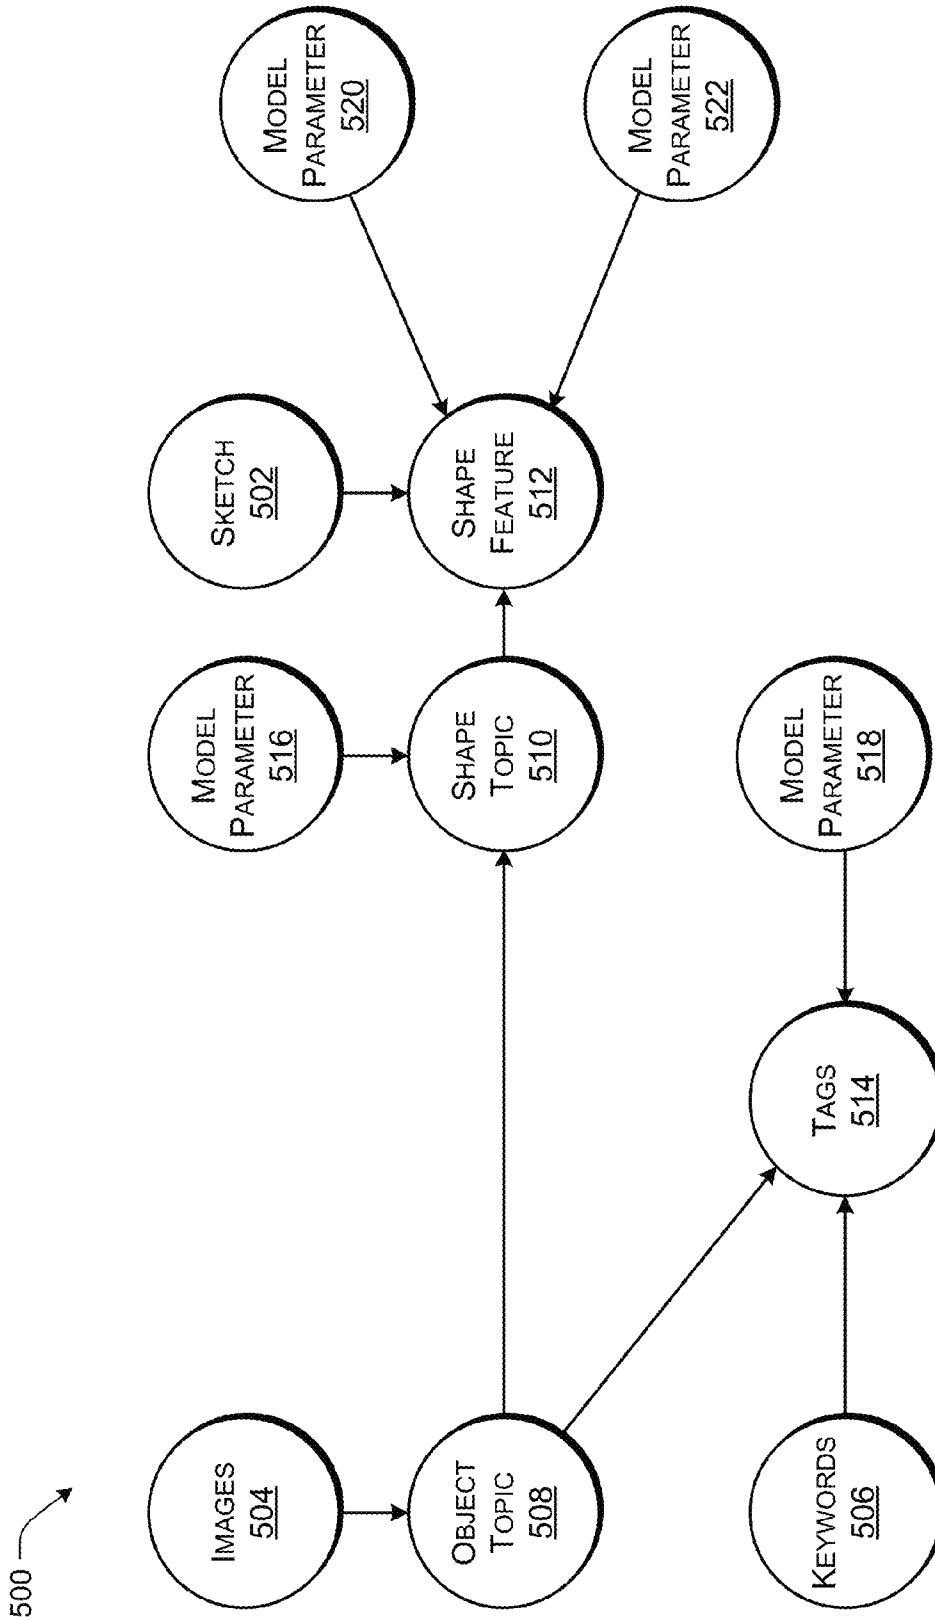 500
IMAGES
504
MODEL
PARAMETER
516
SKETCH
502
MODEL
PARAMETER
520
OBJECT
TOPIC
508
SHAPE
TOPIC
510
SHAPE
FEATURE
512
MODEL
PARAMETER
522
KEYWORDS
506
TAGS
514
MODEL
PARAMETER
518